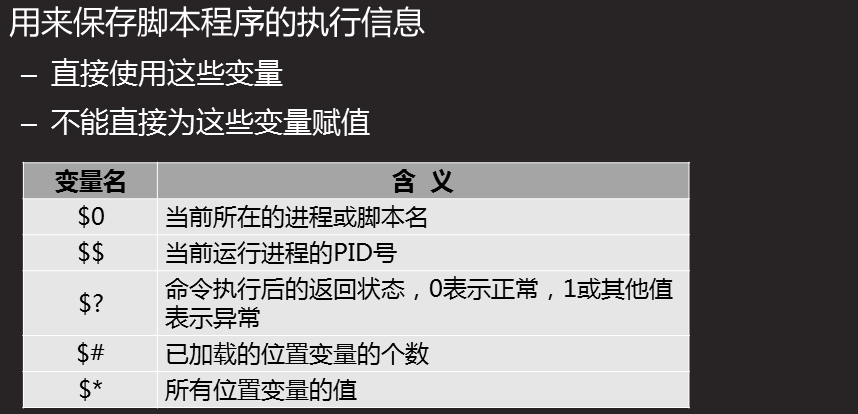 用来保存脚本程序的执行信息
– 直接使用这些变量
– 不能直接为这些变量赋值
变量名 含 义
$0 当前所在的进程或脚本名
$$ 当前运行进程的PID号
$? 命令执行后的返回状态，0表示正常，1或其他值
表示异常
$# 已加载的位置变量的个数
$* 所有位置变量的值